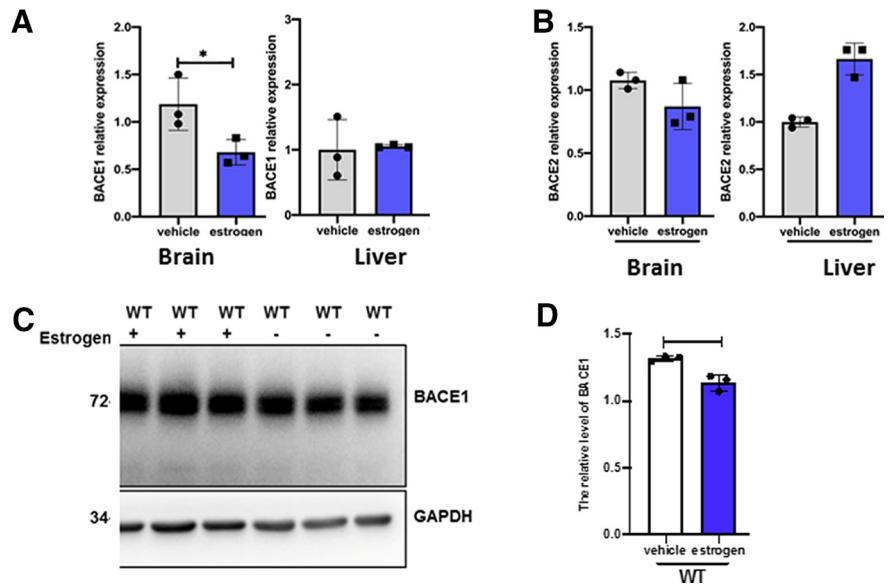 A
BACE1 relative expression
2.0
1.5
1.0
0.5
0.0
*
vehicle estrogen
Brain
BACE1 relative expression
3
2
1
0
vehicle estrogen
Liver
B
BACE2 relative expression
1.5
1.0
0.5
0.0
vehicle estrogen
Brain
BACE2 relative expression
2.0
1.5
1.0
0.5
0.0
vehicle estrogen
Liver
C
WT WT WT WT WT WT
Estrogen + + + - - -
72
BACE1
34
GAPDH
D
The relative level of BACE1
1.5
1.0
0.5
0.0
vehicle estrogen
WT